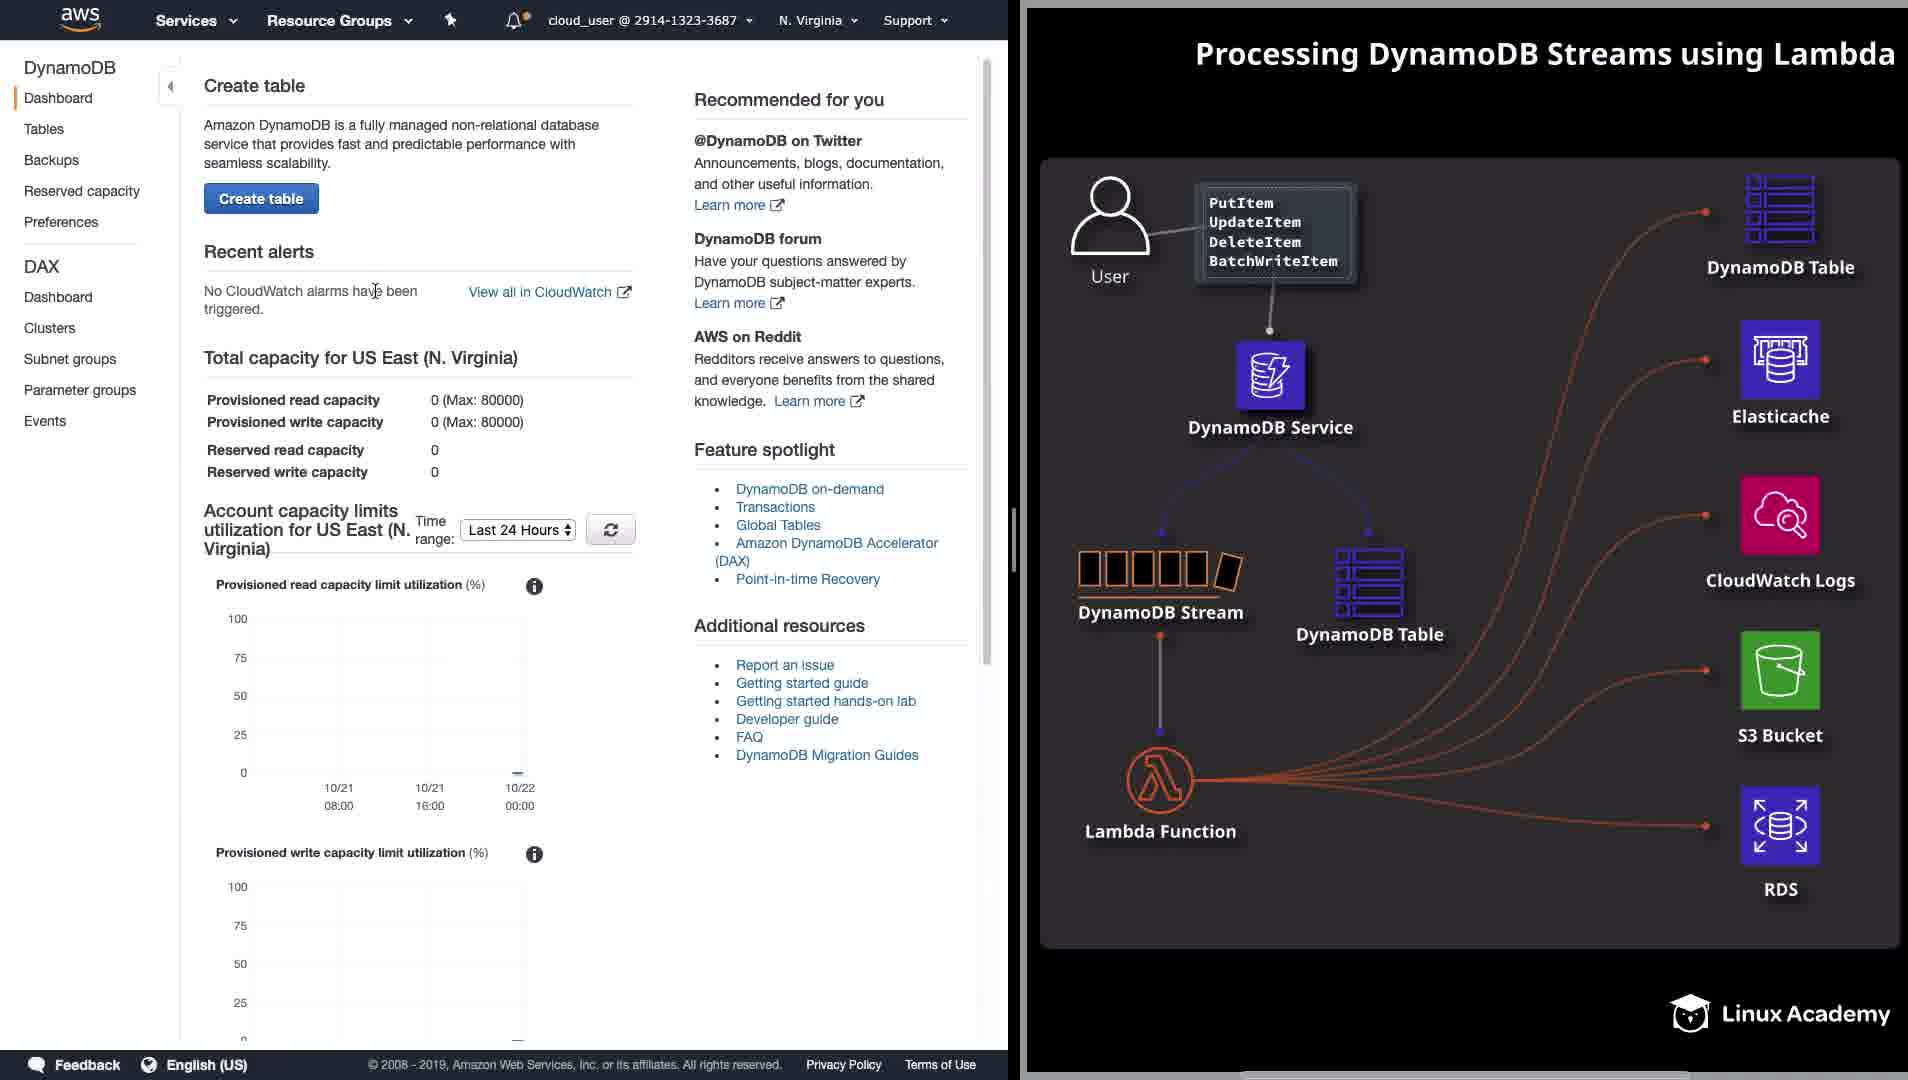 aws
Services
Resource Groups
cloud_user @ 2914-1323-3687
N. Virginia
Support
DynamoDB
Dashboard
Tables
Backups
Reserved capacity
Preferences
DAX
Dashboard
Clusters
Subnet groups
Parameter groups
Events
Create table
Amazon DynamoDB is a fully managed non-relational database
service that provides fast and predictable performance with
seamless scalability.
Create table
Recent alerts
No CloudWatch alarms have been
triggered.
View all in CloudWatch
Total capacity for US East (N. Virginia)
Provisioned read capacity 0 (Max: 80000)
Provisioned write capacity 0 (Max: 80000)
Reserved read capacity 0
Reserved write capacity 0
Account capacity limits
utilization for US East (N.
Virginia)
Time
range:
Last 24 Hours
Provisioned read capacity limit utilization (%)
100
75
50
25
0
10/21 10/21 10/22
08:00 16:00 00:00
Provisioned write capacity limit utilization (%)
100
75
50
25
0
Recommended for you
@DynamoDB on Twitter
Announcements, blogs, documentation,
and other useful information.
Learn more
DynamoDB forum
Have your questions answered by
DynamoDB subject-matter experts.
Learn more
AWS on Reddit
Redditors receive answers to questions,
and everyone benefits from the shared
knowledge. Learn more
Feature spotlight
• DynamoDB on-demand
• Transactions
• Global Tables
• Amazon DynamoDB Accelerator
(DAX)
• Point-in-time Recovery
Additional resources
• Report an issue
• Getting started guide
• Getting started hands-on lab
• Developer guide
• FAQ
• DynamoDB Migration Guides
Feedback
English (US)
© 2008 - 2019, Amazon Web Services, Inc. or its affiliates. All rights reserved.
Privacy Policy
Terms of Use
Processing DynamoDB Streams using Lambda
User
PutItem
UpdateItem
DeleteItem
BatchWriteItem
DynamoDB Service
DynamoDB Stream
DynamoDB Table
Lambda Function
DynamoDB Table
Elasticache
CloudWatch Logs
S3 Bucket
RDS
Linux Academy